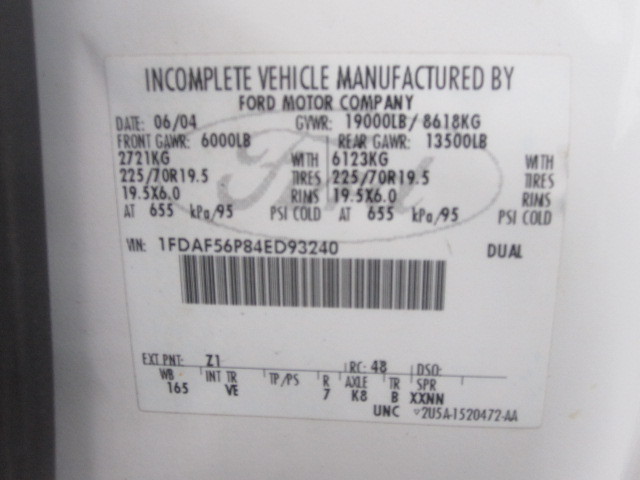 INCOMPLETE VEHICLE MANUFACTURED BY
FORD MOTOR COMPANY
DATE: 06/04 GVWR: 19000LB/ 8618KG
FRONT GAWR: 6000LB REAR GAWR: 13500LB
2721KG WITH 6123KG WITH
225/70R19.5 TIRES 225/70R19.5 TIRES
19.5X6.0 RIMS 19.5X6.0 RIMS
AT 655 kPa/95 PSI COLD AT 655 kPa/95 PSI COLD
VIN: 1FDAF56P84ED93240 DUAL
Ford
EXT PNT: Z1 RC: 48 DSO:
WB INT TR TP/PS R AXLE TR SPR
165 VE 7 K8 B XXNN
UNC 2U5A-1520472-AA